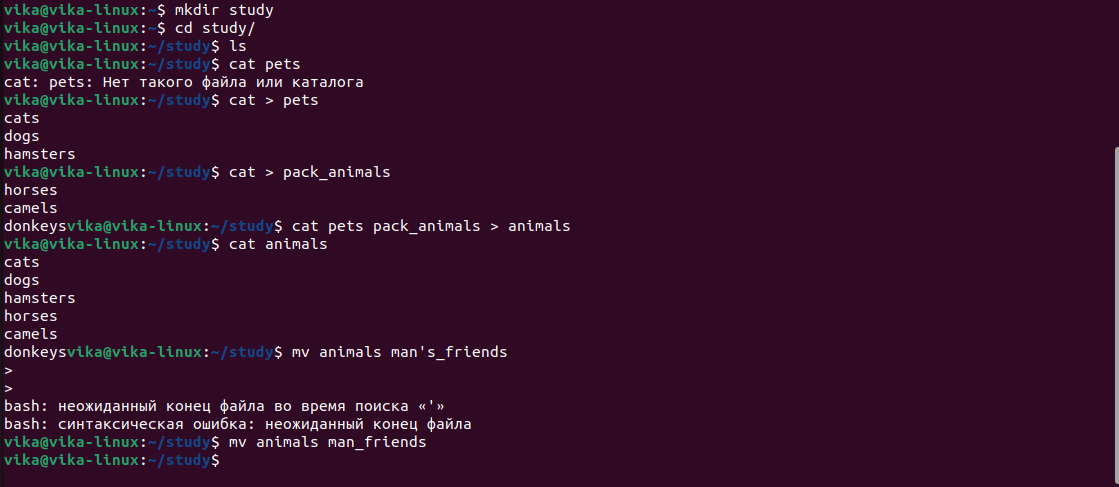 vika@vika-linux:~$ mkdir study
vika@vika-linux:~$ cd study/
vika@vika-linux:~/study$ ls
vika@vika-linux:~/study$ cat pets
cat: pets: Нет такого файла или каталога
vika@vika-linux:~/study$ cat > pets
cats
dogs
hamsters
vika@vika-linux:~/study$ cat > pack_animals
horses
camels
donkeysvika@vika-linux:~/study$ cat pets pack_animals > animals
vika@vika-linux:~/study$ cat animals
cats
dogs
hamsters
horses
camels
donkeysvika@vika-linux:~/study$ mv animals man's_friends
>
>
bash: неожиданный конец файла во время поиска «'»
bash: синтаксическая ошибка: неожиданный конец файла
vika@vika-linux:~/study$ mv animals man_friends
vika@vika-linux:~/study$